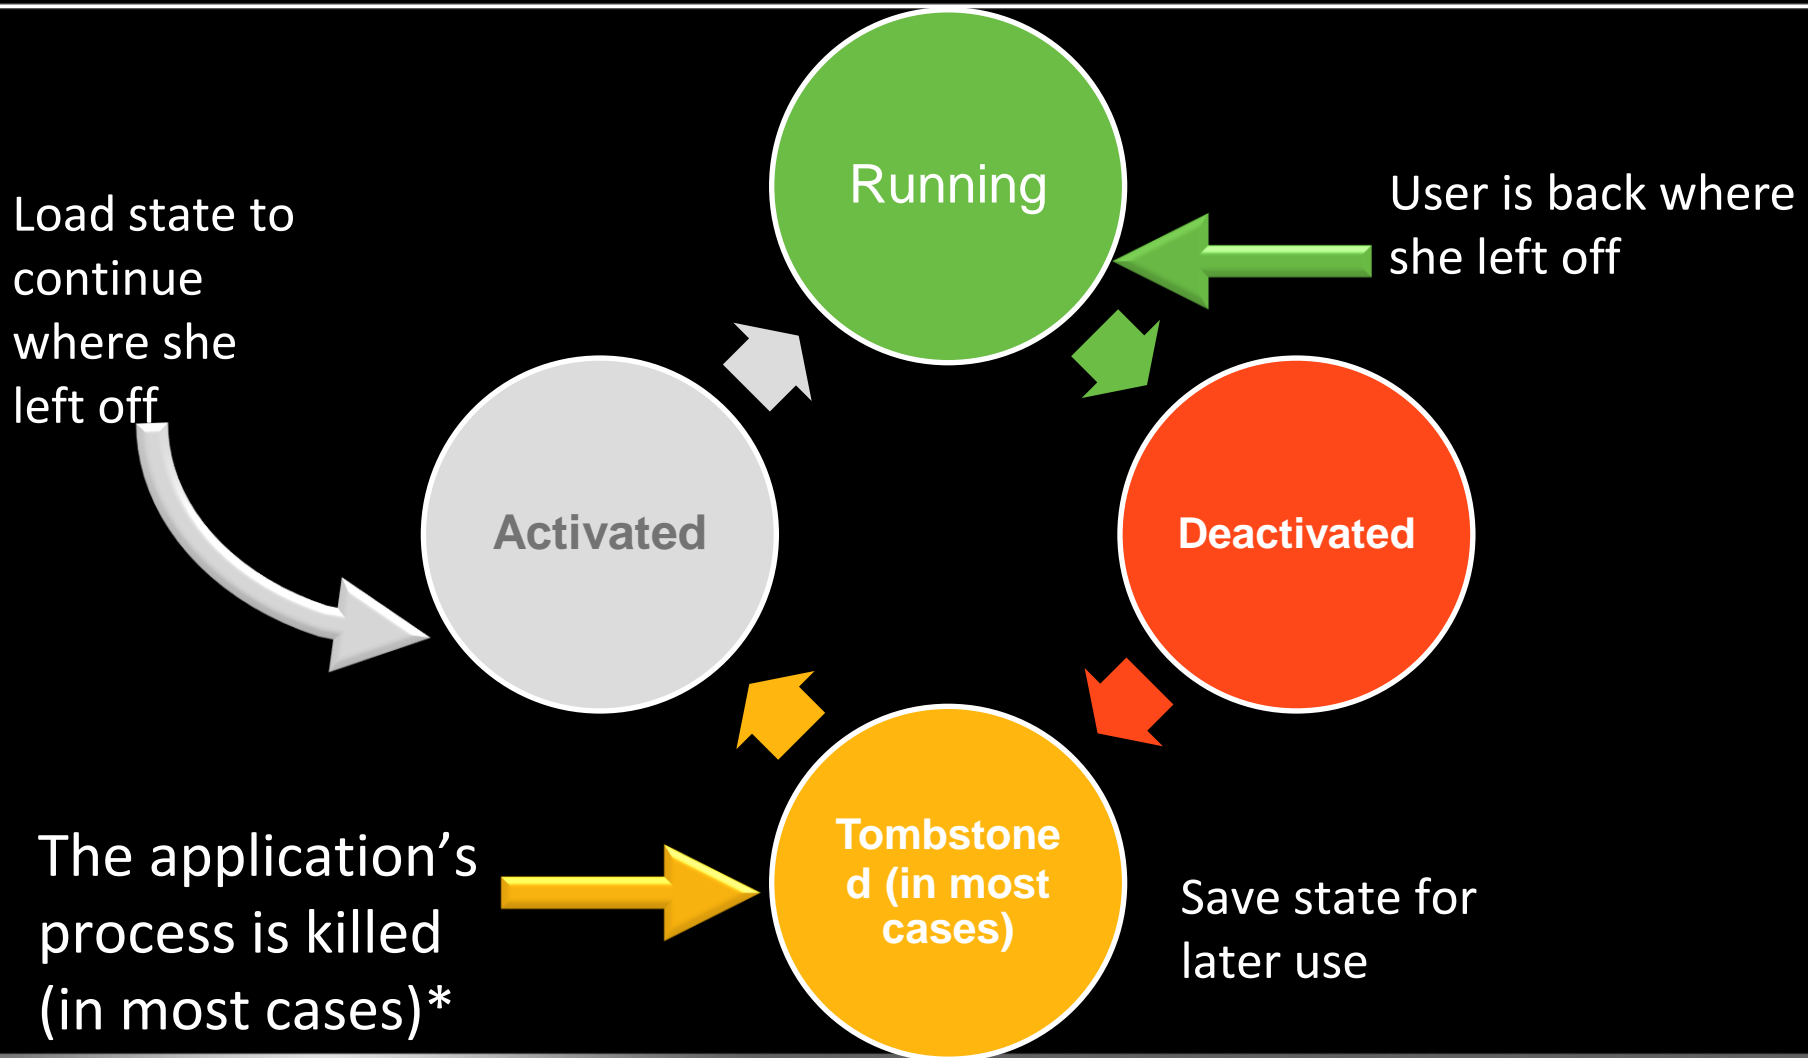 Running
User is back where
she left off
Load state to
continue
where she
left off
Activated
Deactivated
Tombstone
d (in most
cases)
The application’s
process is killed
(in most cases)*
Save state for
later use